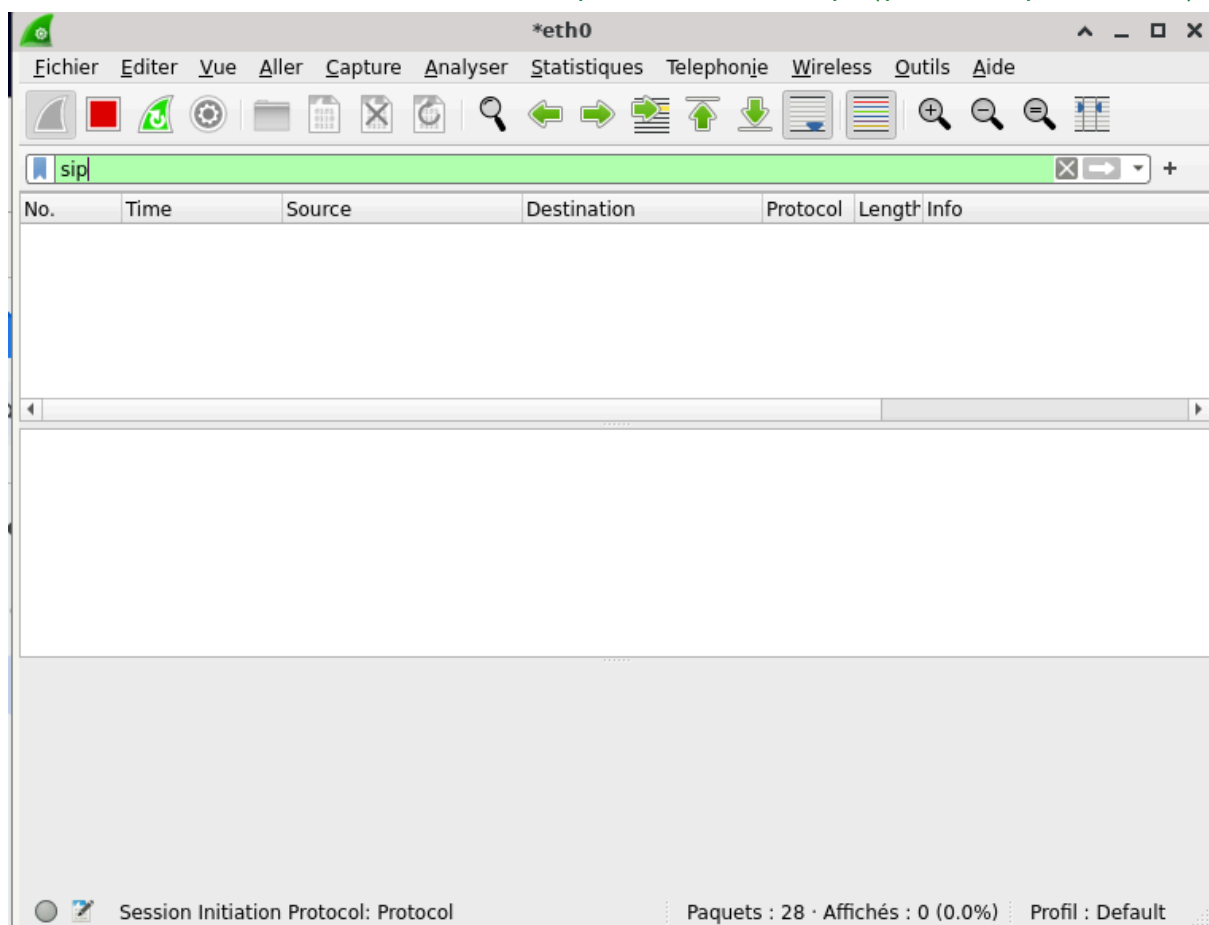 *eth0
Fichier Editer Vue Aller Capture Analyser Statistiques Telephonie Wireless Outils Aide
sip
No. Time Source Destination Protocol Length Info
Session Initiation Protocol: Protocol Paquets : 28 · Affichés : 0 (0.0%) Profil : Default